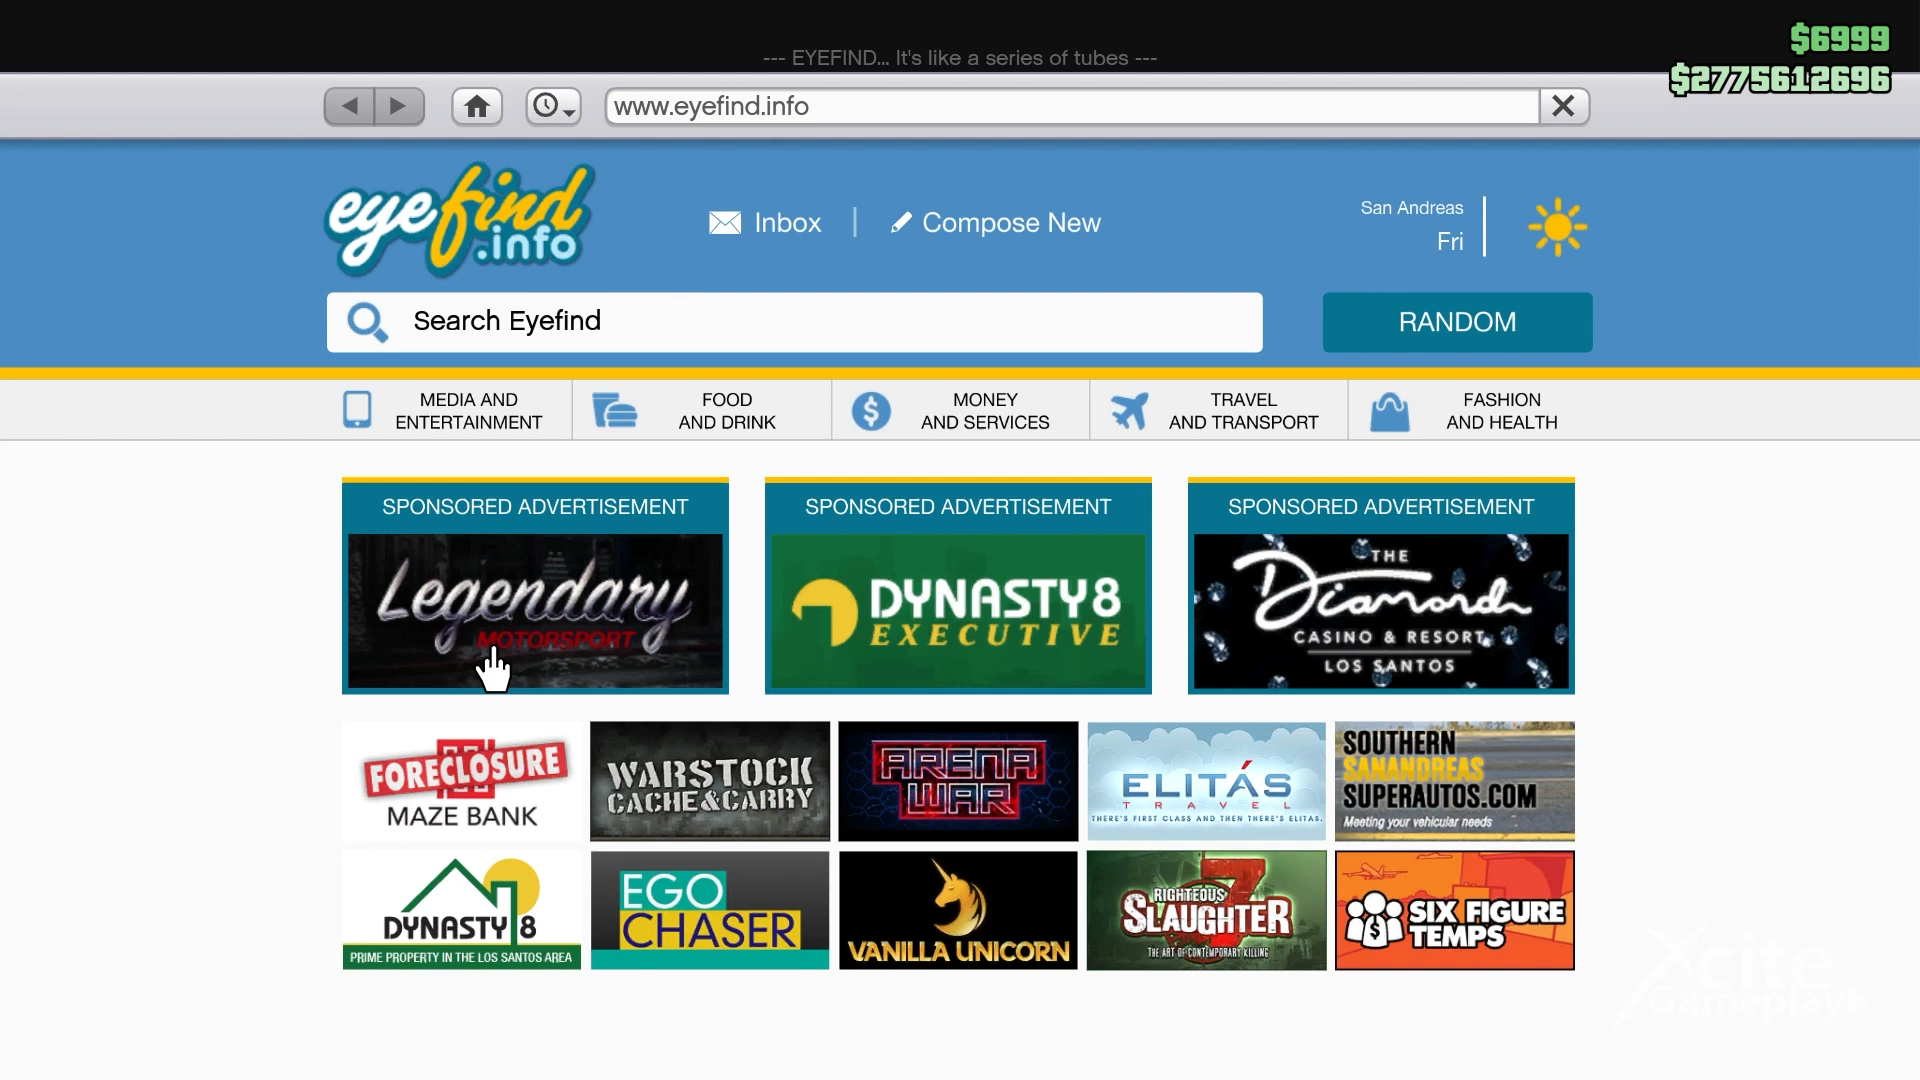 $6999
--- EYEFIND... It's like a series of tubes ---
$2775612696
www.eyefind.info
eyefind
.info
Inbox
Compose New
San Andreas
Fri
Search Eyefind
RANDOM
MEDIA AND
ENTERTAINMENT
FOOD
AND DRINK
MONEY
AND SERVICES
TRAVEL
AND TRANSPORT
FASHION
AND HEALTH
SPONSORED ADVERTISEMENT
Legendary
MOTORSPORT
SPONSORED ADVERTISEMENT
DYNASTY8
EXECUTIVE
SPONSORED ADVERTISEMENT
THE
Diamond
CASINO & RESORT
LOS SANTOS
FORECLOSURE
MAZE BANK
WARSTOCK
CACHE&CARRY
ARENA
WAR
ELITÁS
TRAVEL
THERE'S FIRST CLASS AND THEN THERE'S ELITAS.
SOUTHERN
SANANDREAS
SUPERAUTOS.COM
Meeting your vehicular needs
DYNASTY 8
PRIME PROPERTY IN THE LOS SANTOS AREA
EGO
CHASER
VANILLA UNICORN
RIGHTEOUS
SLAUGHTER
7
THE ART OF CONTEMPORARY KILLING
SIX FIGURE
TEMPS
Xcite
Gameplay